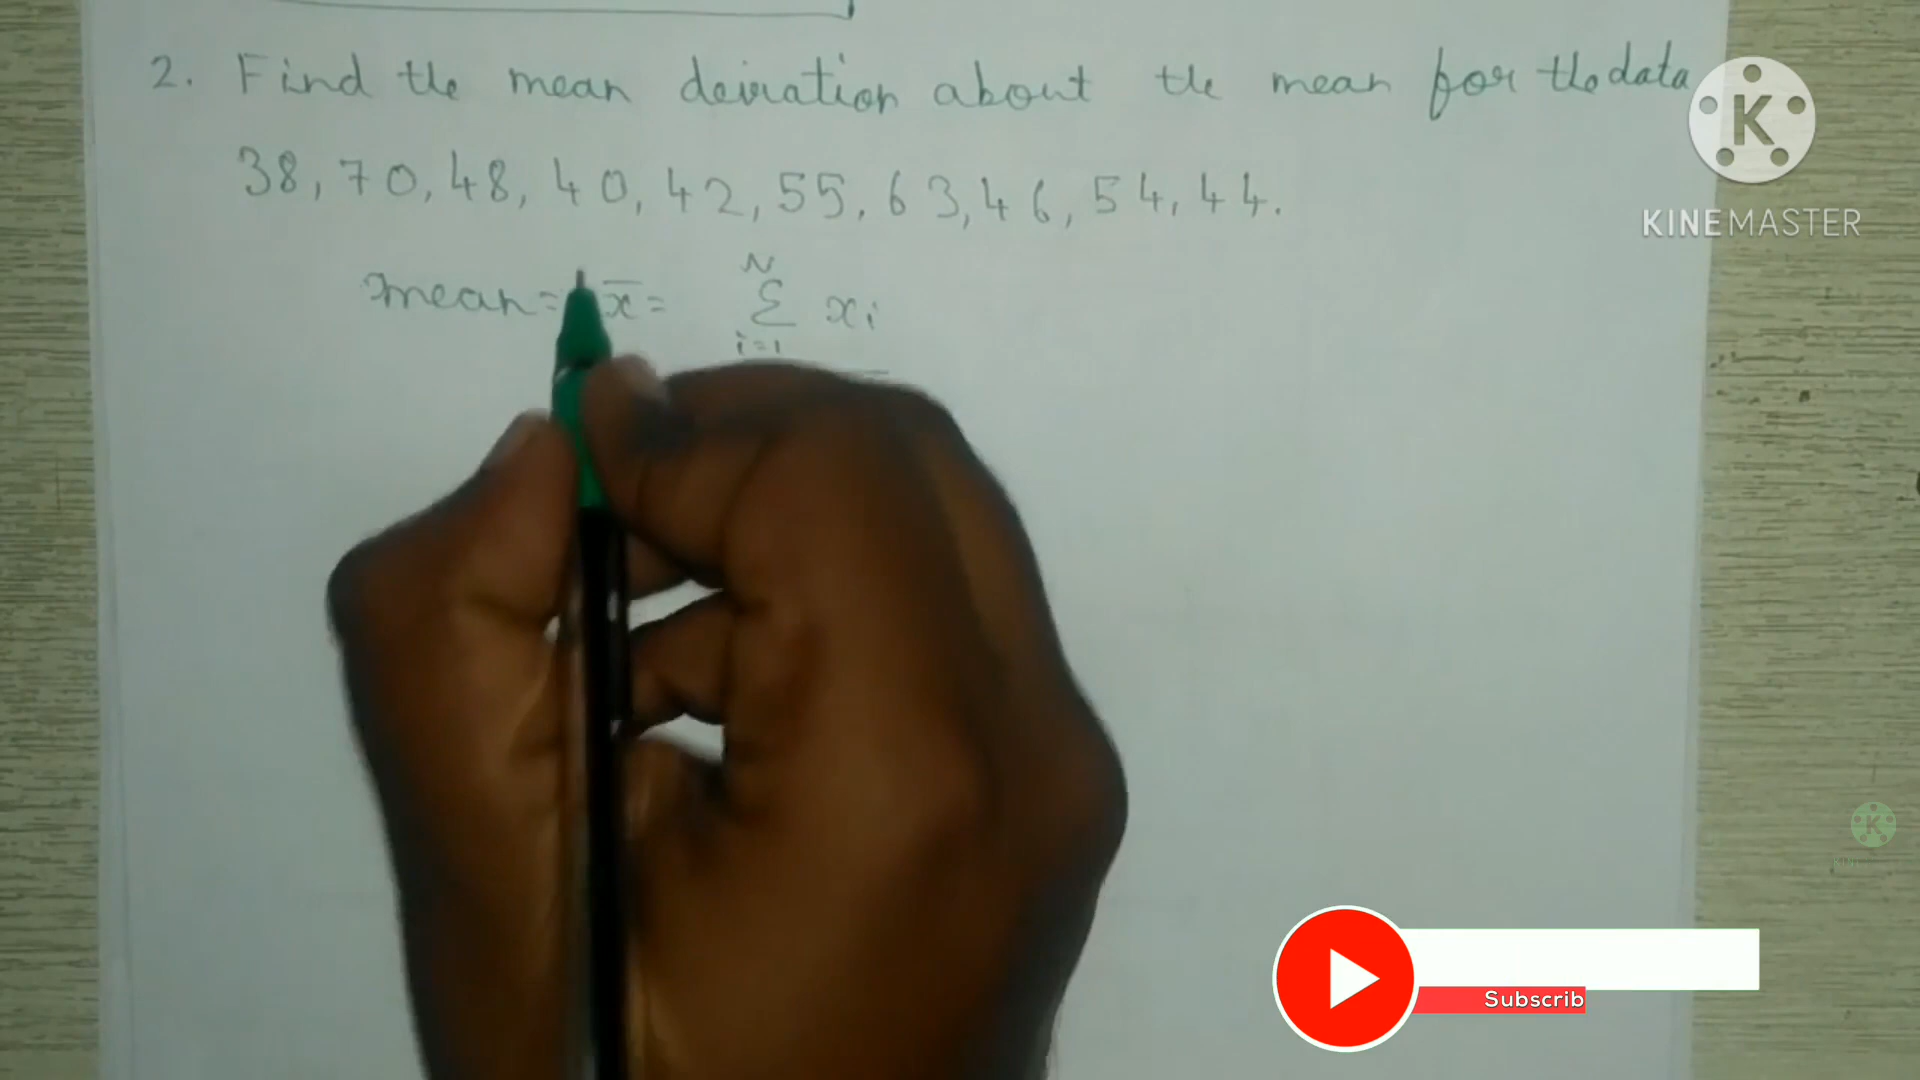 2. Find the mean deviation about the mean for the data
38, 70, 48, 40, 42, 55, 63, 46, 54, 44.
mean = x̄ = N Σ i=1 xi
KINEMASTER
K
Subscrib